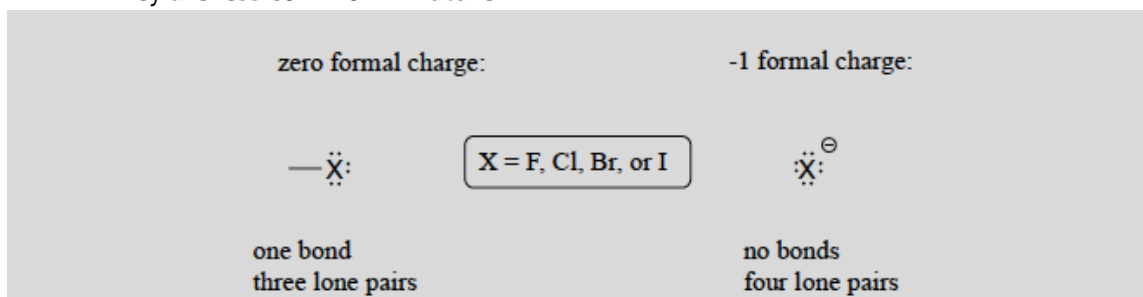 zero formal charge:
-1 formal charge:
X
X = F, Cl, Br, or I
X ⊖
one bond
three lone pairs
no bonds
four lone pairs